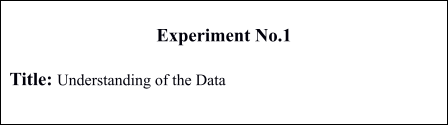 Experiment No.1
Title: Understanding of the Data